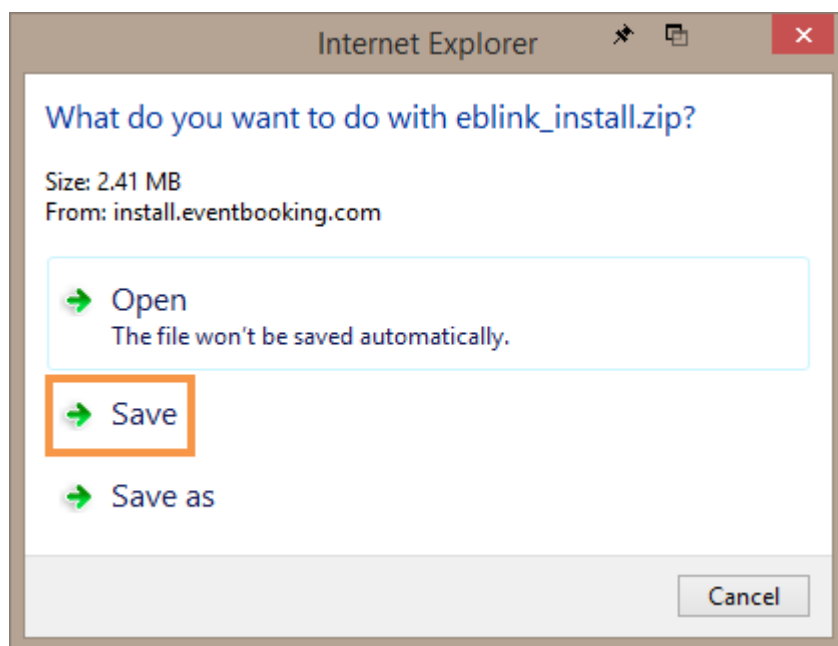 Internet Explorer
What do you want to do with eblink_install.zip?
Size: 2.41 MB
From: install.eventbooking.com
Open
The file won't be saved automatically.
Save
Save as
Cancel